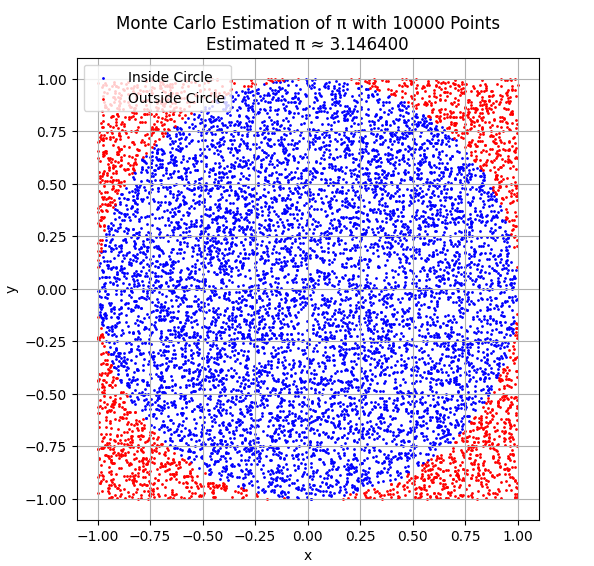 Monte Carlo Estimation of π with 10000 Points
Estimated π ≈ 3.146400
Inside Circle
Outside Circle
1.00
0.75
0.50
0.25
0.00
−0.25
−0.50
−0.75
−1.00
y
−1.00 −0.75 −0.50 −0.25 0.00 0.25 0.50 0.75 1.00
x